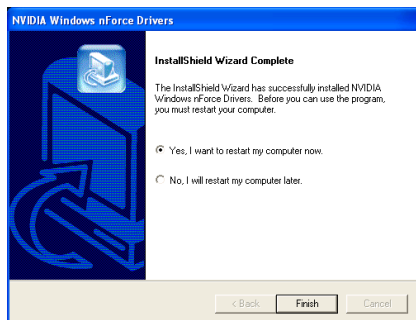 NVIDIA Windows nForce Drivers
InstallShield Wizard Complete
The InstallShield Wizard has successfully installed NVIDIA
Windows nForce Drivers. Before you can use the program,
you must restart your computer.
Yes, I want to restart my computer now.
No, I will restart my computer later.
< Back
Finish
Cancel